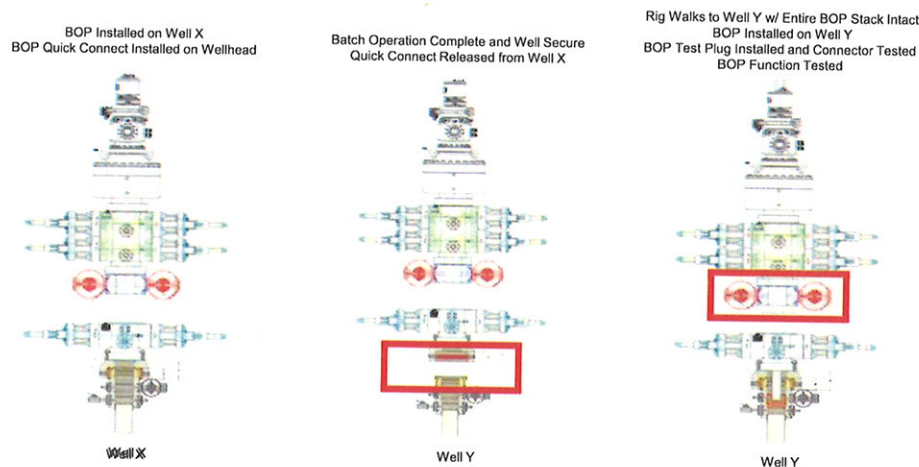 BOP Installed on Well X
BOP Quick Connect Installed on Wellhead
Batch Operation Complete and Well Secure
Quick Connect Released from Well X
Rig Walks to Well Y w/ Entire BOP Stack Intact
BOP Installed on Well Y
BOP Test Plug Installed and Connector Tested
BOP Function Tested
Well X
Well Y
Well Y